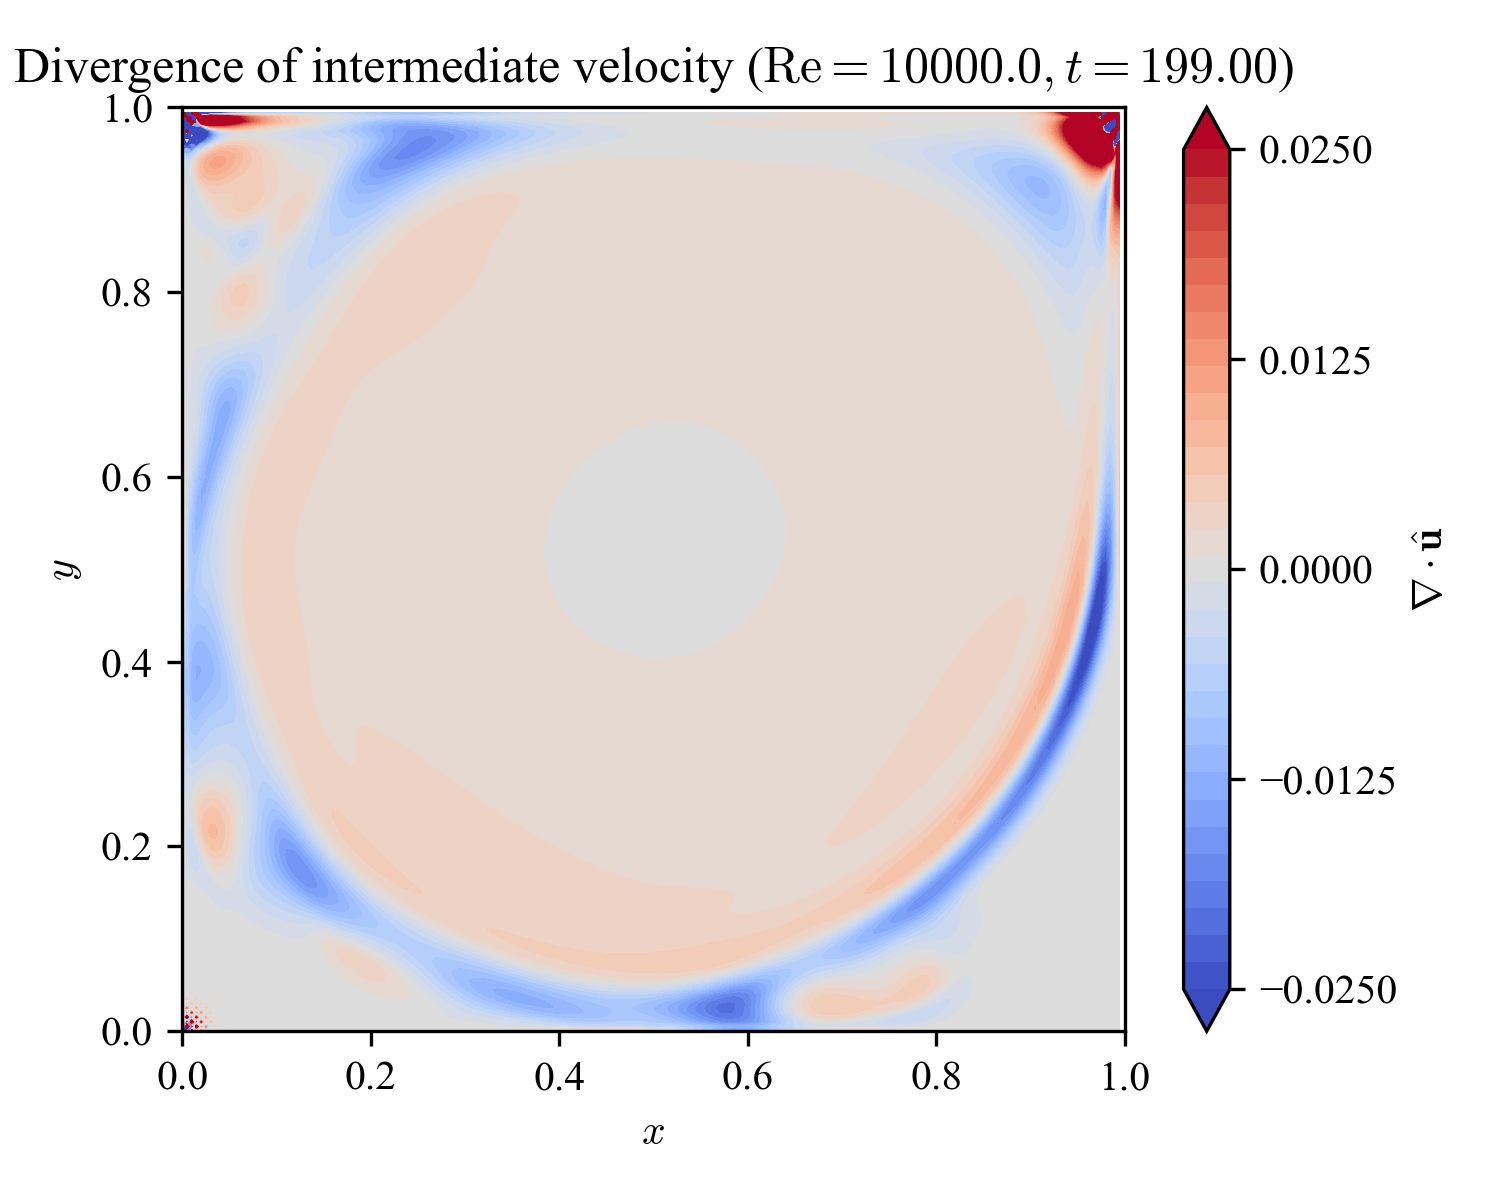 Divergence of intermediate velocity (Re = 10000.0, t = 199.00)
1.0
0.8
0.6
0.4
0.2
0.0
y
0.0 0.2 0.4 0.6 0.8 1.0
x
0.0250
0.0125
0.0000
−0.0125
−0.0250
∇ · û